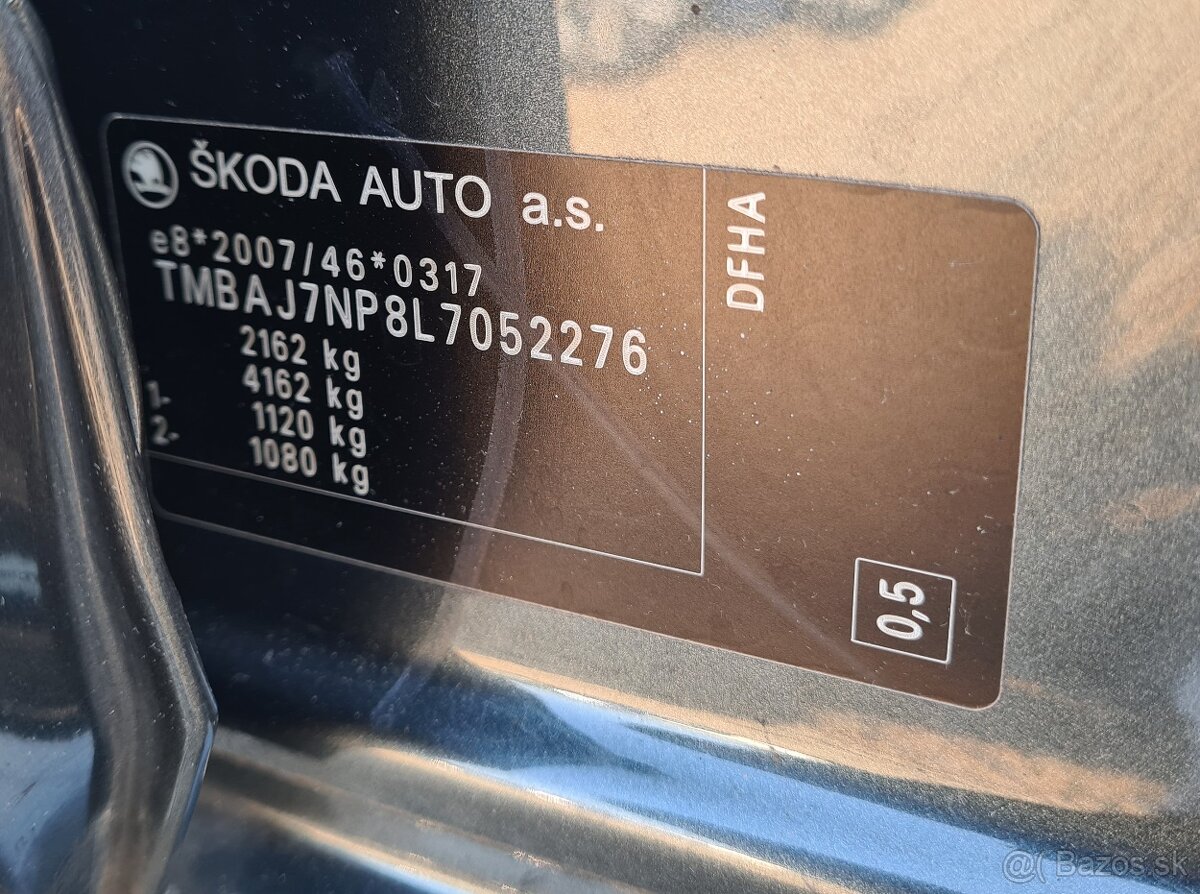 ŠKODA AUTO a.s.
e8*2007/46*0317
TMBAJ7NP8L7052276
2162 kg
4162 kg
1- 1120 kg
2- 1080 kg
DFHA
0,5
@( Bazos.sk